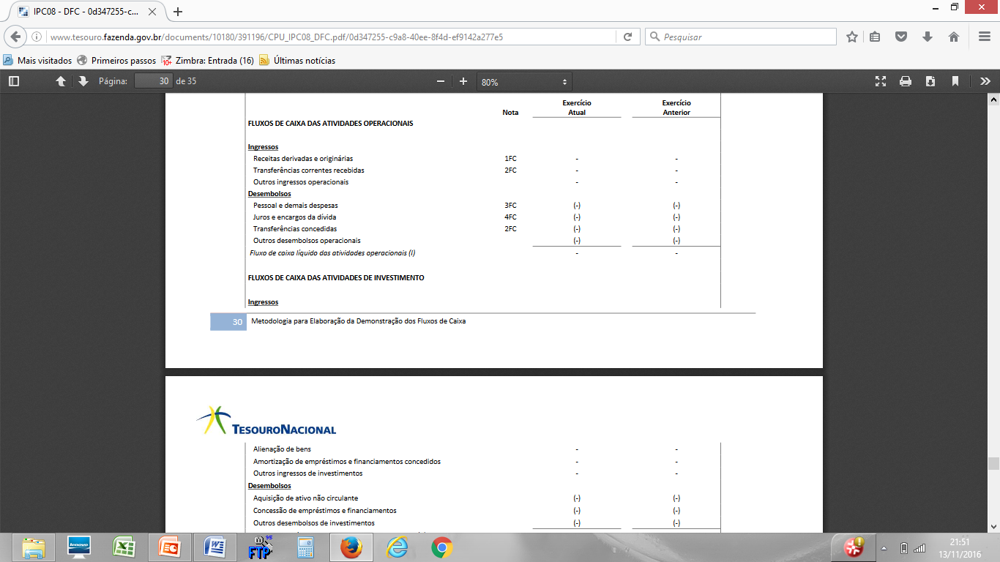 IPC08 - DFC - 0d347255-c...
www.tesouro.fazenda.gov.br/documents/10180/391196/CPU_IPC08_DFC.pdf/0d347255-c9a8-40ee-8f4d-ef9142a277e5
Pesquisar
Mais visitados Primeiros passos 10+ Zimbra: Entrada (16) Últimas notícias
Página: 30 de 35 80%
Exercício Exercício
Nota Atual Anterior
FLUXOS DE CAIXA DAS ATIVIDADES OPERACIONAIS
Ingressos
Receitas derivadas e originárias 1FC - -
Transferências correntes recebidas 2FC - -
Outros ingressos operacionais - -
Desembolsos
Pessoal e demais despesas 3FC (-) (-)
Juros e encargos da dívida 4FC (-) (-)
Transferências concedidas 2FC (-) (-)
Outros desembolsos operacionais (-) (-)
Fluxo de caixa líquido das atividades operacionais (I) - -
FLUXOS DE CAIXA DAS ATIVIDADES DE INVESTIMENTO
Ingressos
30 Metodologia para Elaboração da Demonstração dos Fluxos de Caixa
TESOURONACIONAL
Alienação de bens - -
Amortização de empréstimos e financiamentos concedidos - -
Outros ingressos de investimentos - -
Desembolsos
Aquisição de ativo não circulante (-) (-)
Concessão de empréstimos e financiamentos (-) (-)
Outros desembolsos de investimentos (-) (-)
lenovo
95
FTP
21:51
13/11/2016